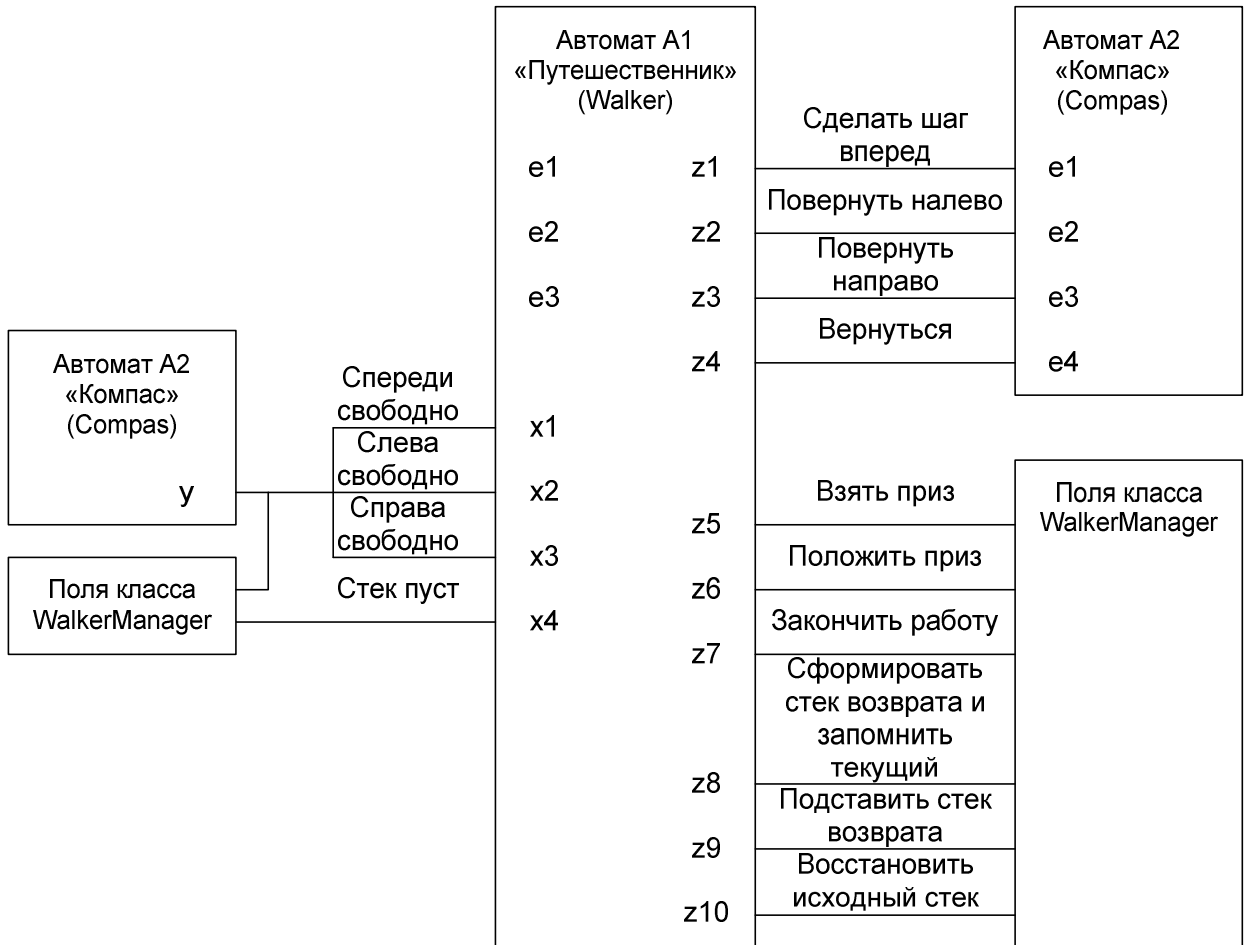 Автомат А1
«Путешественник»
(Walker)
Автомат А2
«Компас»
(Compas)
Сделать шаг
вперед
e1
z1
e1
Повернуть налево
e2
z2
e2
Повернуть
направо
e3
z3
e3
Вернуться
z4
e4
Автомат А2
«Компас»
(Compas)
y
Спереди
свободно
x1
Слева
свободно
x2
Справа
свободно
x3
Поля класса
WalkerManager
Стек пуст
x4
Взять приз
z5
Положить приз
z6
Закончить работу
z7
Сформировать
стек возврата и
запомнить
текущий
z8
Подставить стек
возврата
z9
Восстановить
исходный стек
z10
Поля класса
WalkerManager